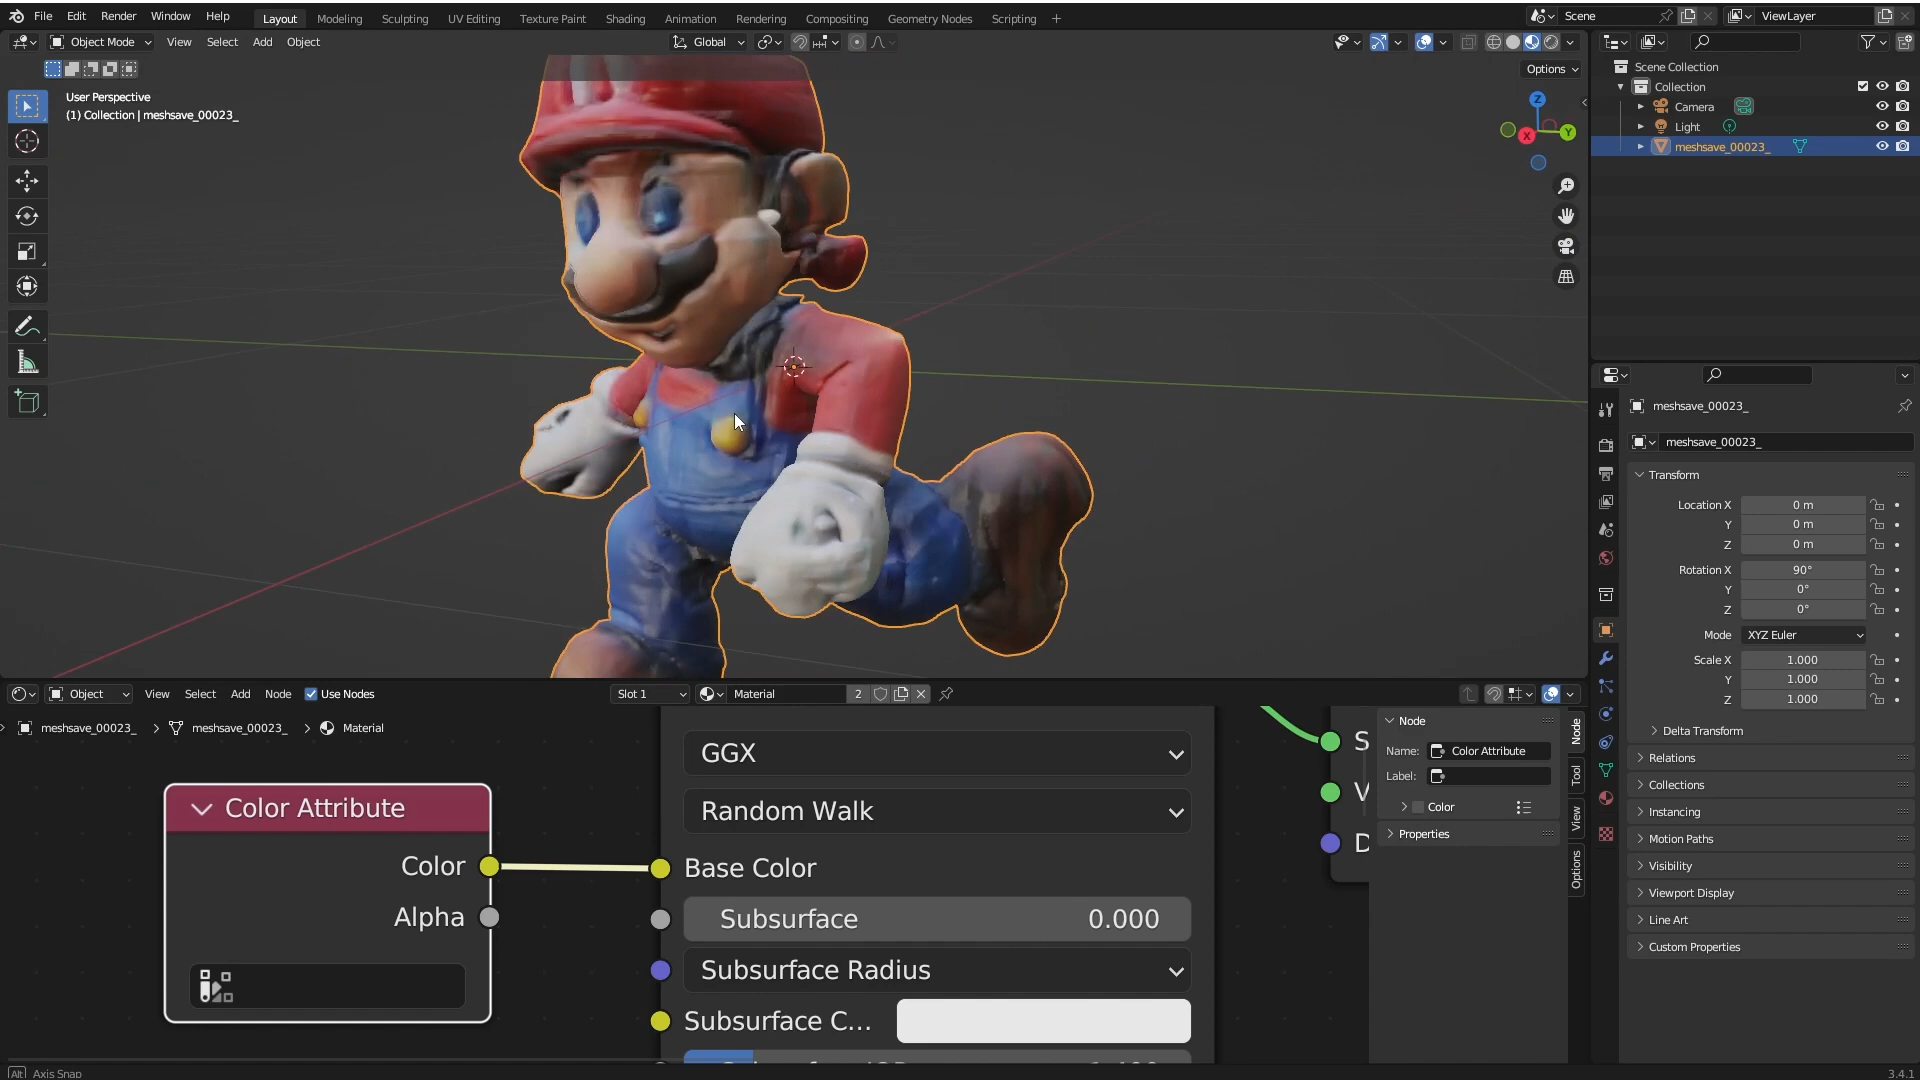 File Edit Render Window Help Layout Modeling Sculpting UV Editing Texture Paint Shading Animation Rendering Compositing Geometry Nodes Scripting + Scene ViewLayer
Object Mode View Select Add Object Global
Options
User Perspective
(1) Collection | meshsave_00023_
Z
Y
X
Scene Collection
Collection
Camera
Light
meshsave_00023_
meshsave_00023_
meshsave_00023_
Transform
Location X 0 m
Y 0 m
Z 0 m
Rotation X 90°
Y 0°
Z 0°
Mode XYZ Euler
Scale X 1.000
Y 1.000
Z 1.000
Delta Transform
Relations
Collections
Instancing
Motion Paths
Visibility
Viewport Display
Line Art
Custom Properties
Object View Select Add Node Use Nodes Slot 1 Material 2
meshsave_00023_ > meshsave_00023_ > Material
Color Attribute
Color
Alpha
GGX
Random Walk
Base Color
Subsurface 0.000
Subsurface Radius
Subsurface C...
S
V
D
Node
Name: Color Attribute
Label:
Color
Properties
Node
Tool
View
Options
Alt Axis Snap
3.4.1